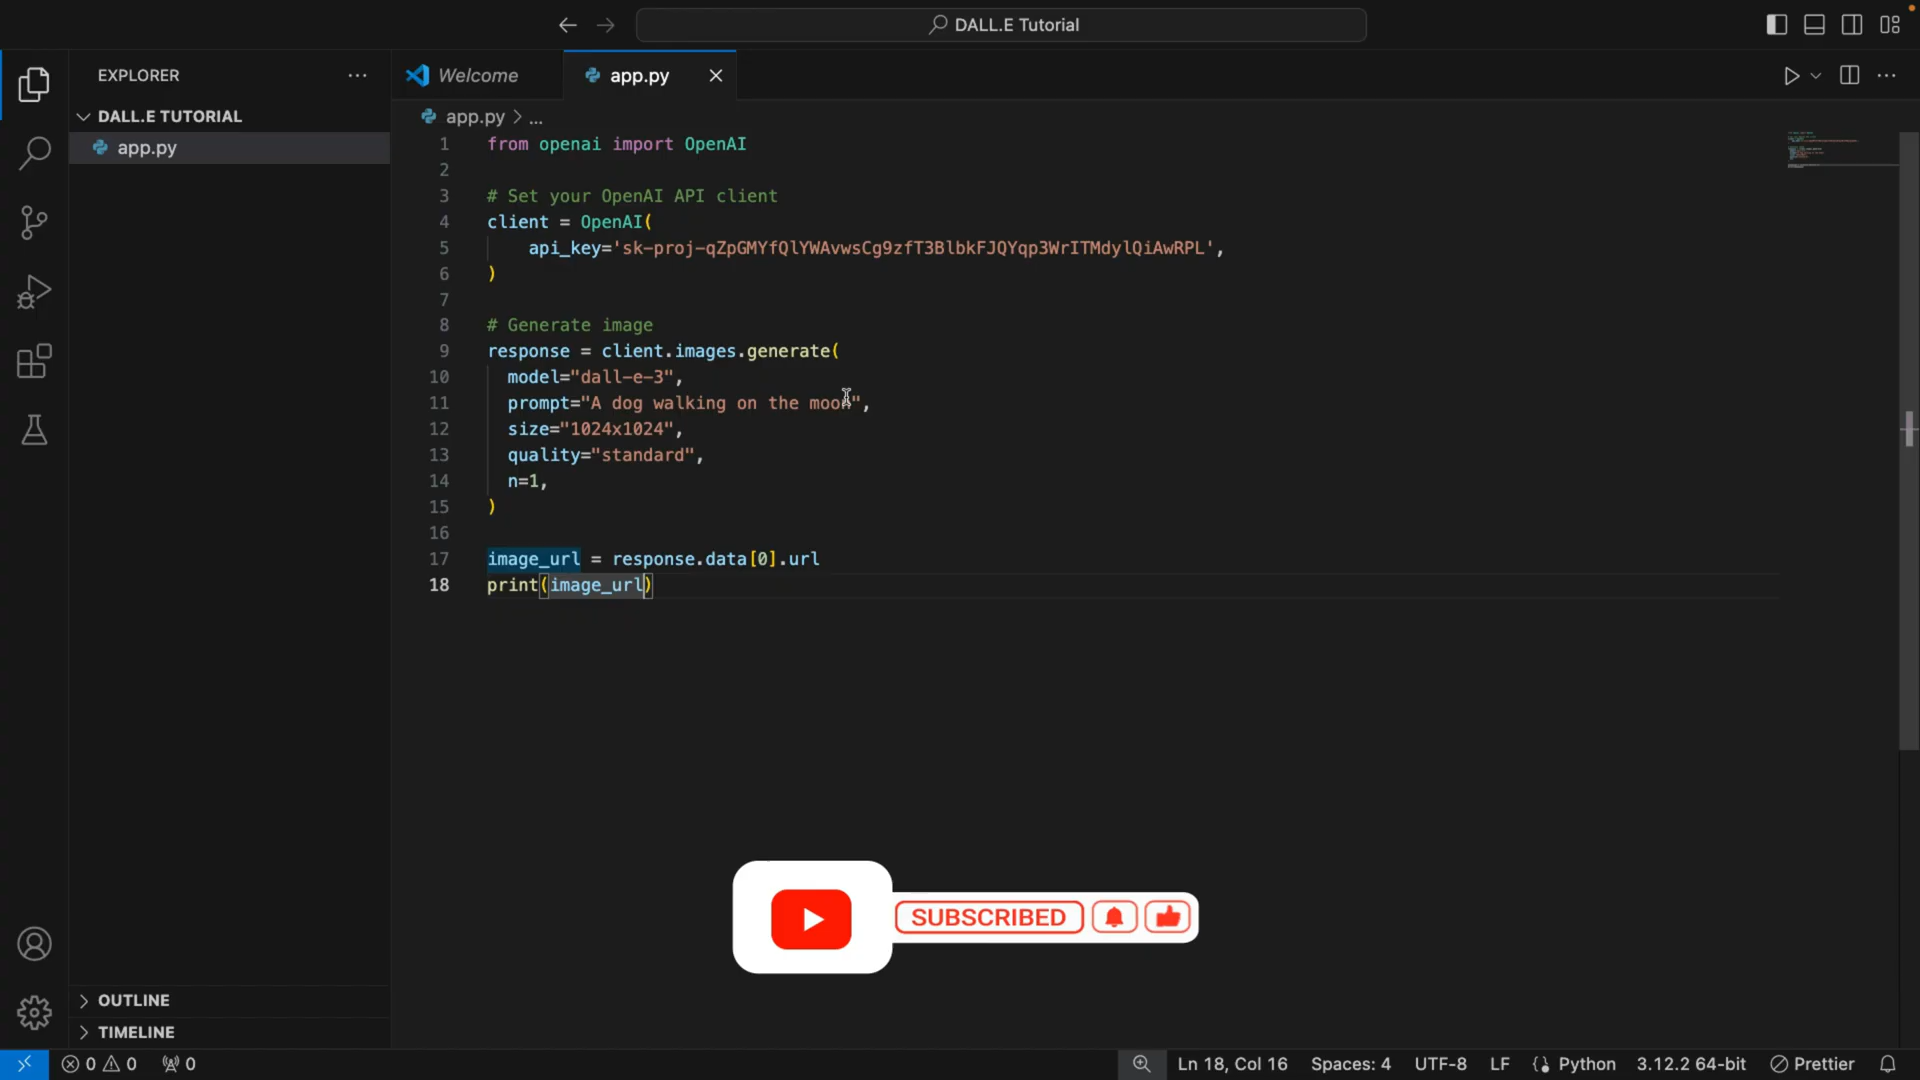 DALL.E Tutorial
EXPLORER
Welcome
app.py
DALL.E TUTORIAL
app.py
app.py > ...
1 from openai import OpenAI
2
3 # Set your OpenAI API client
4 client = OpenAI(
5 api_key='sk-proj-qZpGMYfQlYWAvwsCg9zfT3BlbkFJQYqp3WrITMdylQiAwRPL',
6 )
7
8 # Generate image
9 response = client.images.generate(
10 model="dall-e-3",
11 prompt="A dog walking on the moon",
12 size="1024x1024",
13 quality="standard",
14 n=1,
15 )
16
17 image_url = response.data[0].url
18 print(image_url)
SUBSCRIBED
OUTLINE
TIMELINE
0 0 0 Ln 18, Col 16 Spaces: 4 UTF-8 LF Python 3.12.2 64-bit Prettier